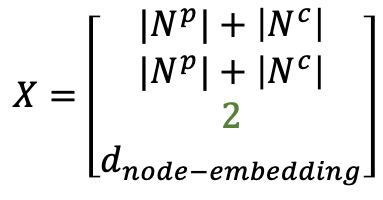 |N^p| + |N^c|
|N^p| + |N^c|
X =
2
d_{node-embedding}